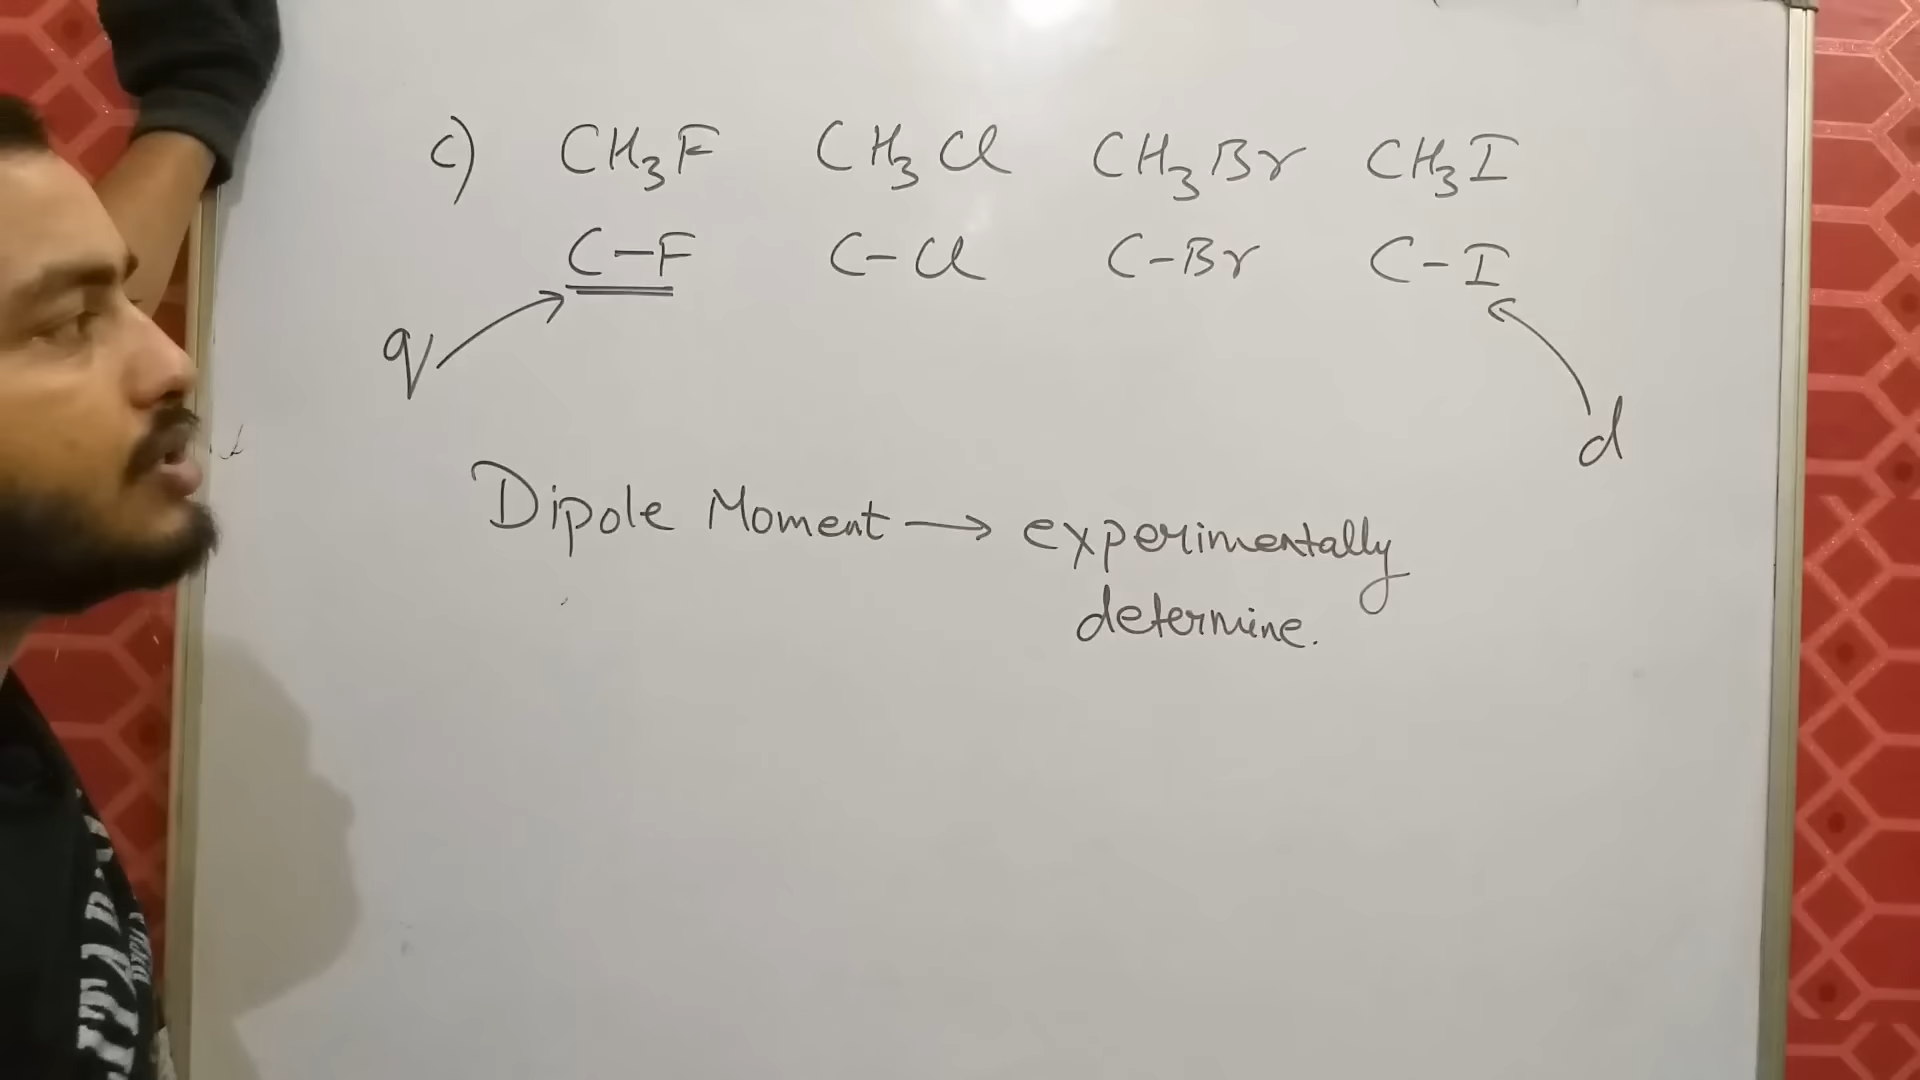 c) CH₃F CH₃Cl CH₃Br CH₃I
C-F C-Cl C-Br C-I
q
d
Dipole Moment → experimentally
determine.